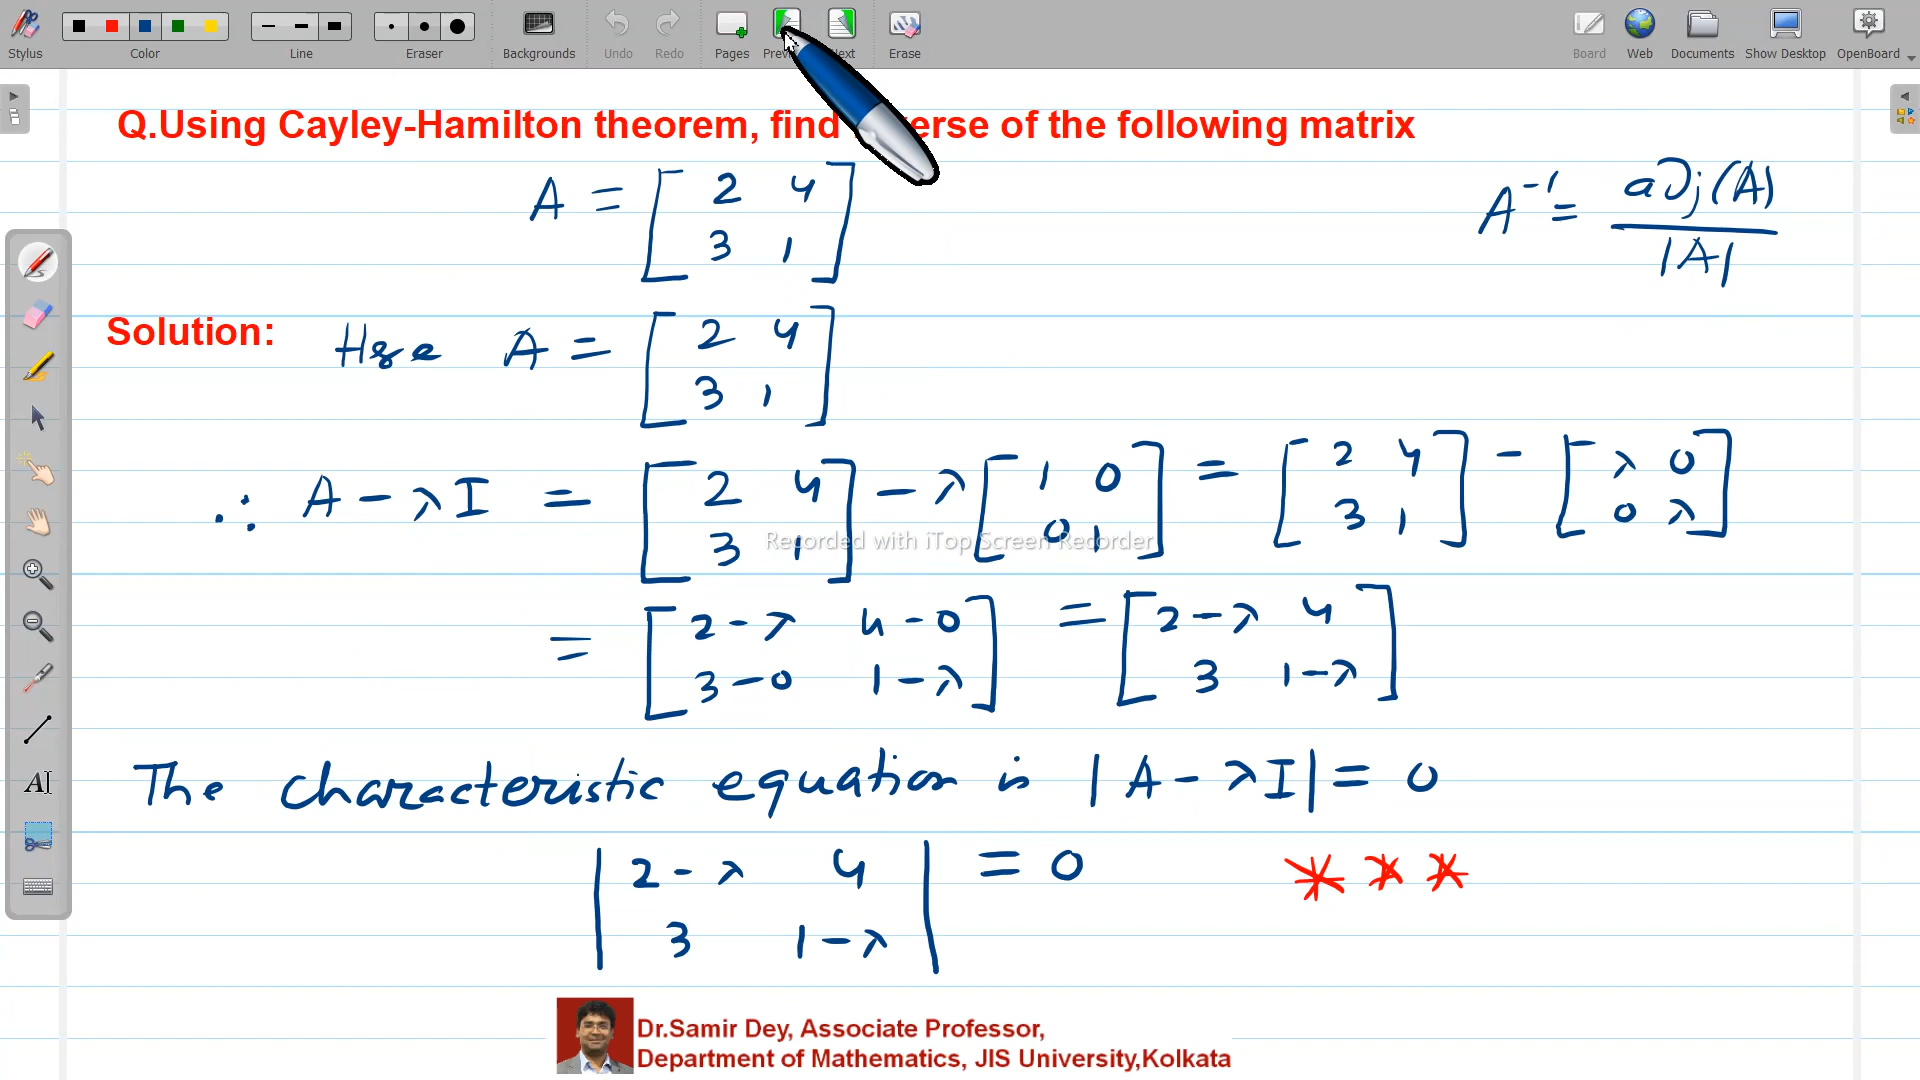 Stylus Color Line Eraser Backgrounds Undo Redo Pages Next Erase Board Web Documents Show Desktop OpenBoard
Q.Using Cayley-Hamilton theorem, find erse of the following matrix
A = [ 2 4
3 1 ]
A⁻¹ = adj(A)
|A|
Solution: Here A = [ 2 4
3 1 ]
∴ A - λI = [ 2 4 ] - λ [ 1 0 ] = [ 2 4 ] - [ λ 0 ]
[ 3 1 ] [ 0 1 ] [ 3 1 ] [ 0 λ ]
Recorded with iTop Screen Recorder
= [ 2-λ 4-0 ] = [ 2-λ 4 ]
[ 3-0 1-λ ] [ 3 1-λ ]
The characteristic equation is |A - λI| = 0
| 2-λ 4 | = 0 * * *
| 3 1-λ |
Dr.Samir Dey, Associate Professor,
Department of Mathematics, JIS University,Kolkata